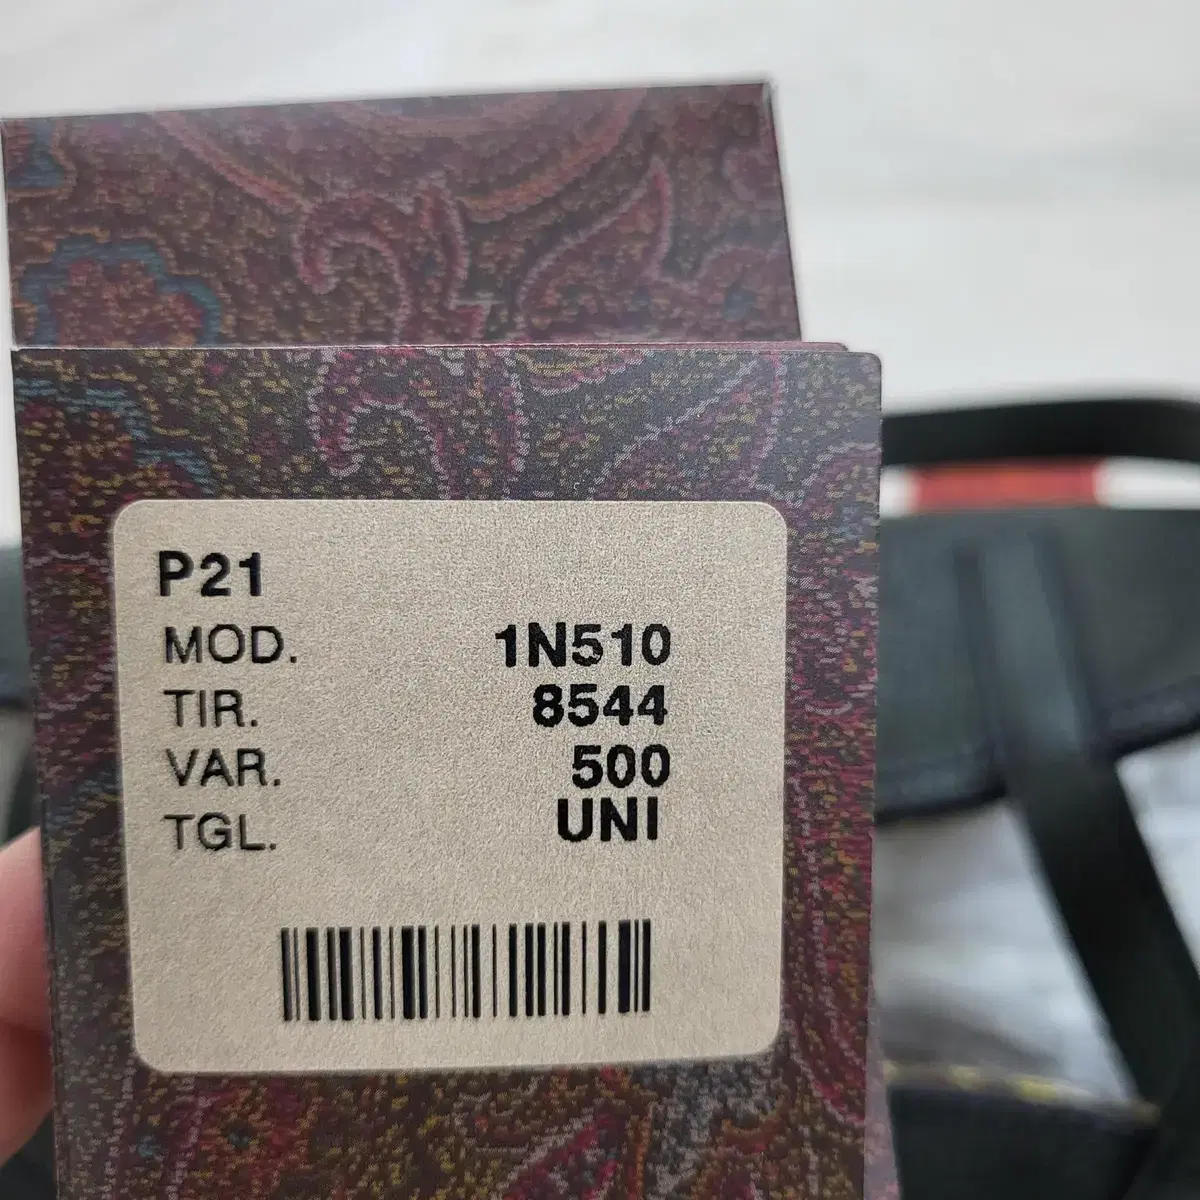 P21
MOD. 1N510
TIR. 8544
VAR. 500
TGL. UNI